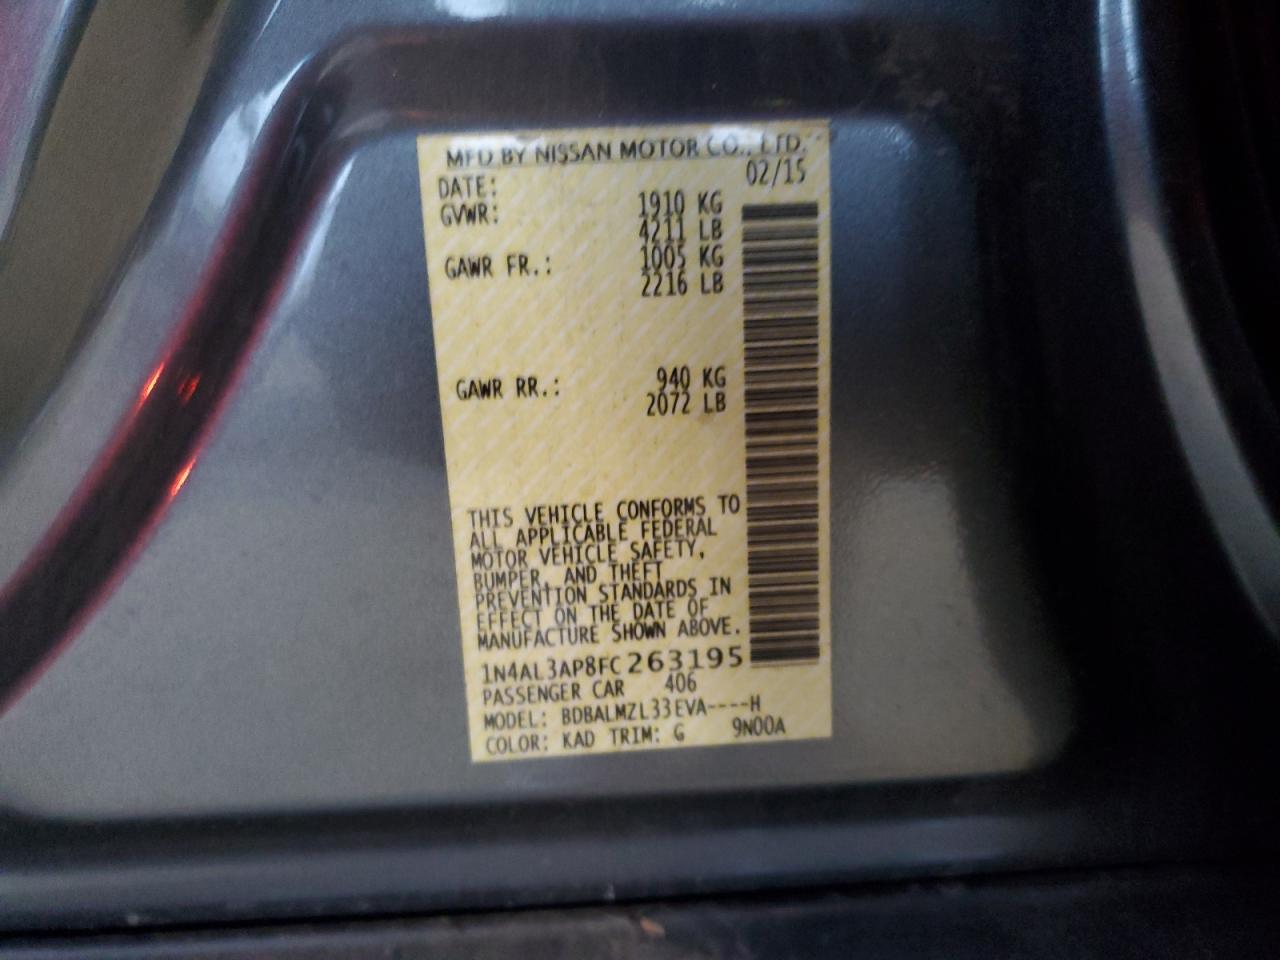 MFD BY NISSAN MOTOR CO., LTD.
DATE: 02/15
GVWR: 1910 KG
4211 LB
GAWR FR.: 1005 KG
2216 LB
GAWR RR.: 940 KG
2072 LB
THIS VEHICLE CONFORMS TO
ALL APPLICABLE FEDERAL
MOTOR VEHICLE SAFETY,
BUMPER, AND THEFT
PREVENTION STANDARDS IN
EFFECT ON THE DATE OF
MANUFACTURE SHOWN ABOVE.
1N4AL3AP8FC263195
PASSENGER CAR 406
MODEL: BDBALMZL33EVA----H
COLOR: KAD TRIM: G 9N00A